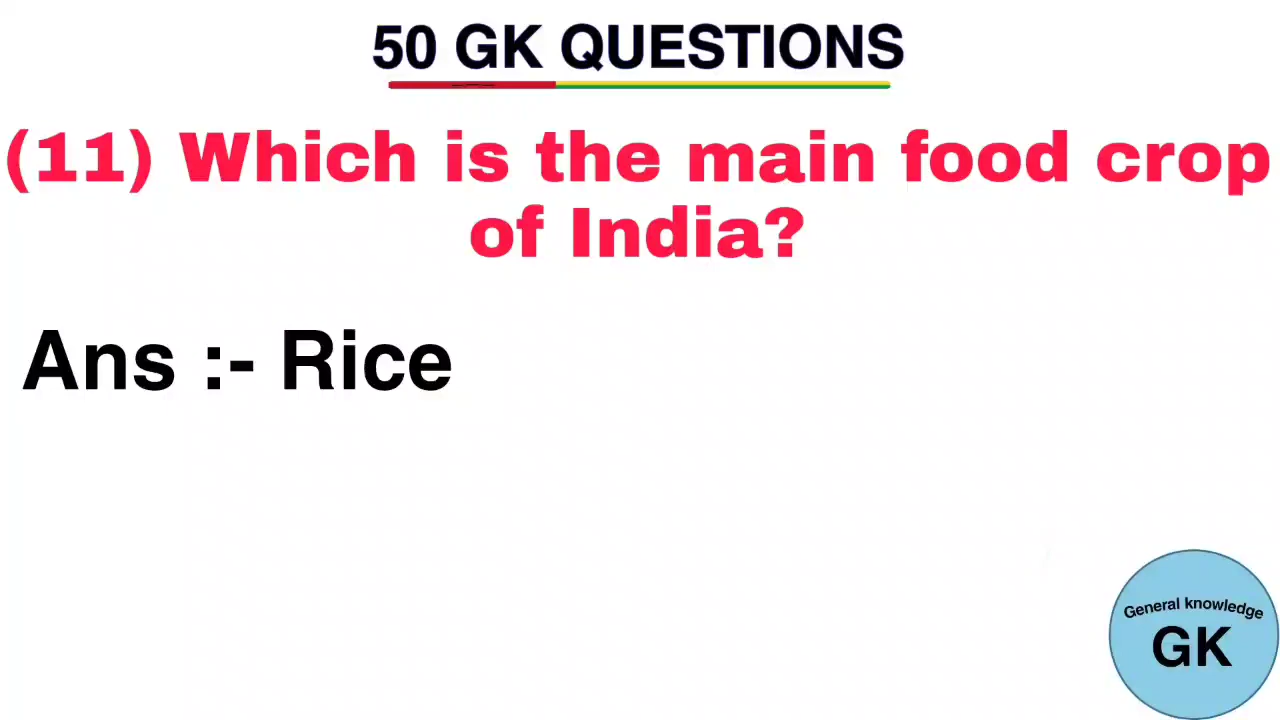 50 GK QUESTIONS
(11) Which is the main food crop
of India?
Ans :- Rice
General knowledge
GK